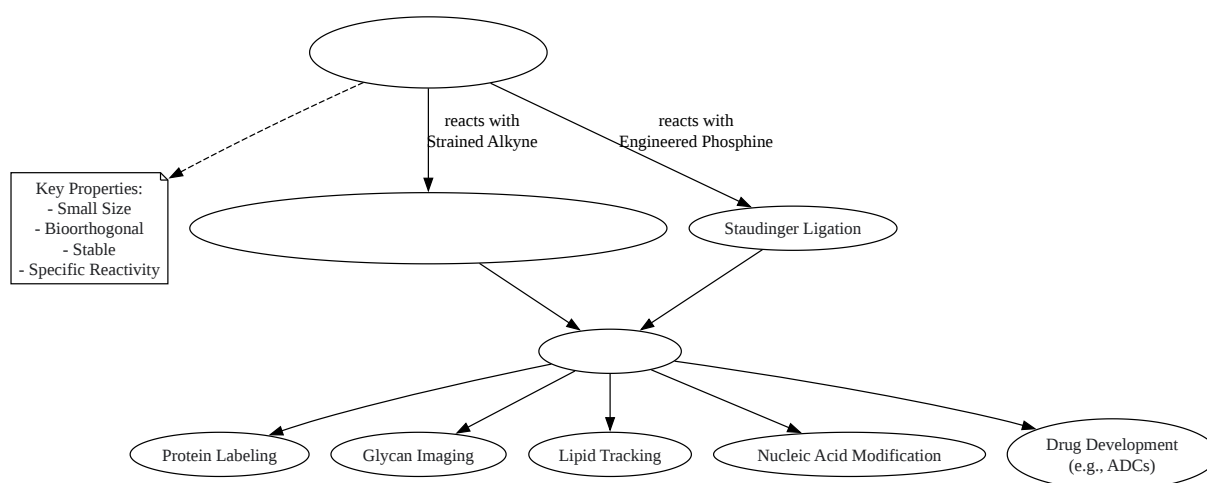 reacts with
Strained Alkyne
reacts with
Engineered Phosphine
Key Properties:
- Small Size
- Bioorthogonal
- Stable
- Specific Reactivity
Staudinger Ligation
Protein Labeling
Glycan Imaging
Lipid Tracking
Nucleic Acid Modification
Drug Development
(e.g., ADCs)